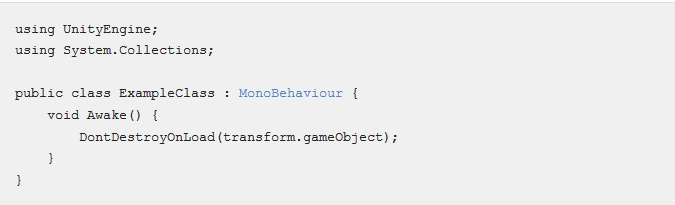 using UnityEngine;
using System.Collections;
public class ExampleClass : MonoBehaviour {
    void Awake() {
        DontDestroyOnLoad(transform.gameObject);
    }
}